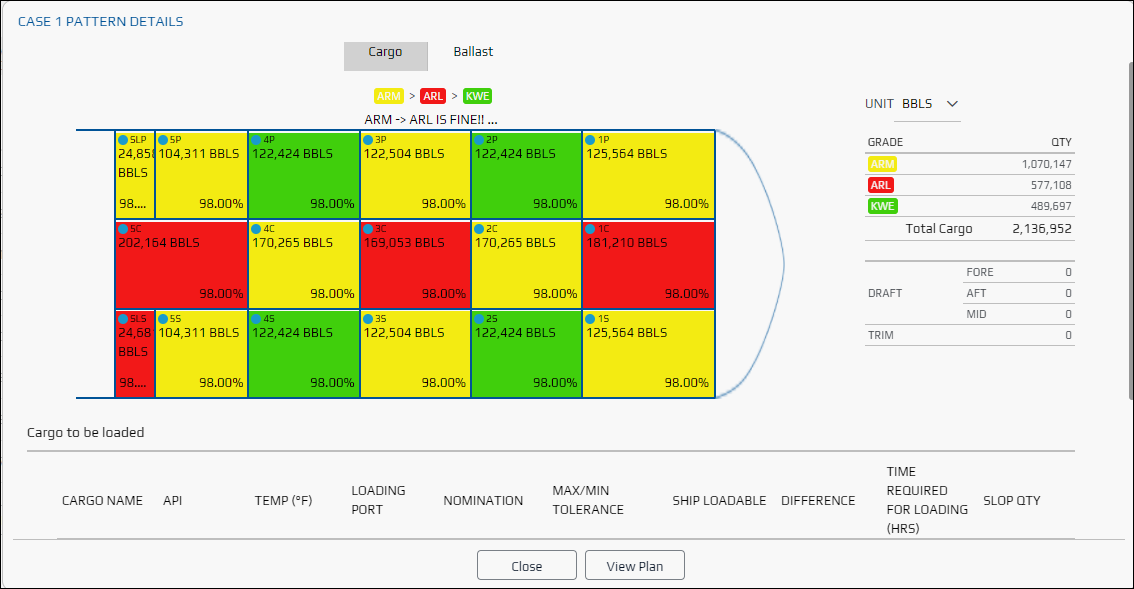 CASE 1 PATTERN DETAILS
Cargo Ballast
ARM > ARL > KWE
ARM -> ARL IS FINE!! ...
UNIT BBLS
GRADE QTY
ARM 1,070,147
ARL 577,108
KWE 489,697
Total Cargo 2,136,952
FORE 0
DRAFT AFT 0
MID 0
TRIM 0
SLP 5P 4P 3P 2P 1P
24,858 104,311 BBLS 122,424 BBLS 122,504 BBLS 122,424 BBLS 125,564 BBLS
BBLS
98.... 98.00% 98.00% 98.00% 98.00% 98.00%
5C 4C 3C 2C 1C
202,164 BBLS 170,265 BBLS 169,053 BBLS 170,265 BBLS 181,210 BBLS
98.00% 98.00% 98.00% 98.00% 98.00%
SLS 5S 4S 3S 2S 1S
104,311 BBLS 122,424 BBLS 122,504 BBLS 122,424 BBLS 125,564 BBLS
BBLS
98.... 98.00% 98.00% 98.00% 98.00% 98.00%
Cargo to be loaded
CARGO NAME API TEMP (°F) LOADING PORT NOMINATION MAX/MIN TOLERANCE SHIP LOADABLE DIFFERENCE TIME REQUIRED FOR LOADING (HRS) SLOP QTY
Close View Plan